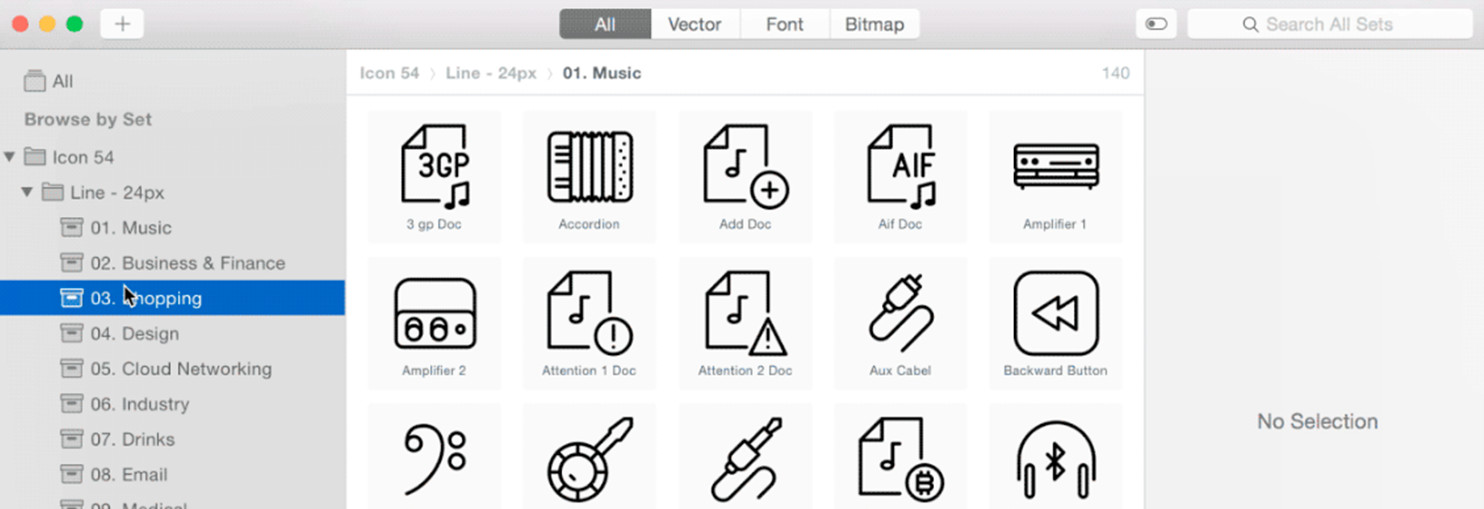 All Vector Font Bitmap
Search All Sets
All
Browse by Set
Icon 54
Line - 24px
01. Music
02. Business & Finance
03. hopping
04. Design
05. Cloud Networking
06. Industry
07. Drinks
08. Email
09. Medical
Icon 54 〉 Line - 24px 〉 01. Music
140
3GP
AIF
3 gp Doc
Accordion
Add Doc
Aif Doc
Amplifier 1
Amplifier 2
Attention 1 Doc
Attention 2 Doc
Aux Cabel
Backward Button
No Selection